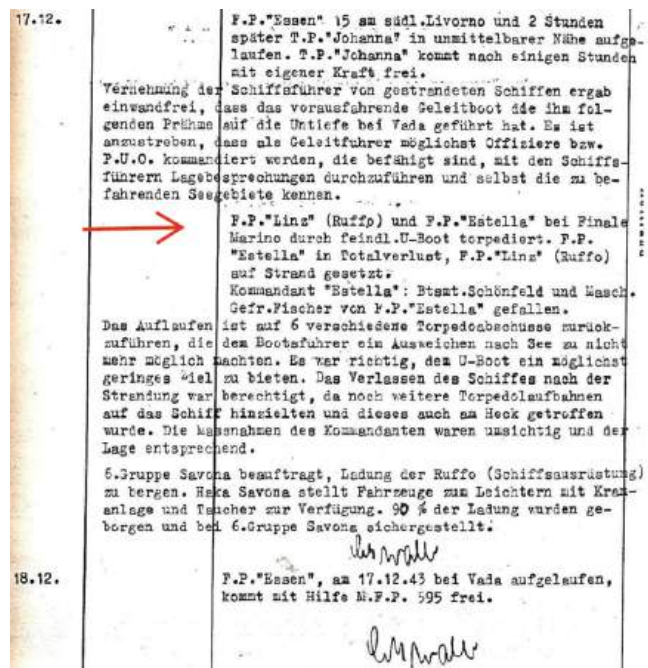 17.12. F.P."Essen" 15 sm südl.Livorno und 2 Stunden
später T.P."Johanna" in unmittelbarer Nähe aufge-
laufen. T.P."Johanna" kommt nach einigen Stunden
mit eigener Kraft frei.
Vernehmung der Schiffsführer von gestrandeten Schiffen ergab
einwandfrei, dass das vorausfahrende Geleitboot die ihm fol-
genden Prähme auf die Untiefe bei Vada geführt hat. Es ist
anzustreben, dass als Geleitfuhrer möglichst Offiziere bzw.
P.U.O. kommandiert werden, die befähigt sind, mit den Schiffs-
führern Lagebesprechungen durchzuführen und selbst die zu be-
fahrenden Seegebiete kennen.
F.P."Linz" (Ruffo) und F.P."Estella" bei Finale
Marino durch feindl.U-Boot torpediert. F.P.
"Estella" in Totalverlust, F.P."Linz" (Ruffo)
auf Strand gesetzt.
Kommandant "Estella": Btsmt.Schönfeld und Masch.
Gefr.Fischer von F.P."Estella" gefallen.
Das Auflaufen ist auf 6 verschiedene Torpedoabschüsse zurück-
zuführen, die dem Bootsfuhrer ein Ausweichen nach See zu nicht
mehr möglich machten. Es war richtig, dem U-Boot ein möglichst
geringes Ziel zu bieten. Das Verlassen des Schiffes nach der
Strandung war berechtigt, da noch weitere Torpedolaufbahnen
auf das Schiff hinzielten und dieses auch am Heck getroffen
wurde. Die Massnahmen des Kommandanten waren umsichtig und der
Lage entsprechend.
6.Gruppe Savona beauftragt, Ladung der Ruffo (Schiffsausrüstung)
zu bergen. Haka Savona stellt Fahrzeuge zum Leichtern mit Kran-
anlage und Taucher zur Verfügung. 90 % der Ladung wurden ge-
borgen und bei 6.Gruppe Savona sichergestellt.
18.12. F.P."Essen", am 17.12.43 bei Vada aufgelaufen,
kommt mit Hilfe M.F.P. 595 frei.